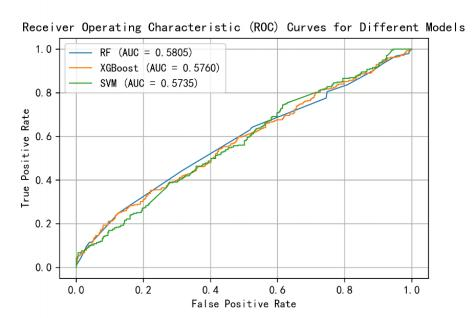 Receiver Operating Characteristic (ROC) Curves for Different Models
RF (AUC = 0.5805)
XGBoost (AUC = 0.5760)
SVM (AUC = 0.5735)
True Positive Rate
1.0
0.8
0.6
0.4
0.2
0.0
0.0 0.2 0.4 0.6 0.8 1.0
False Positive Rate